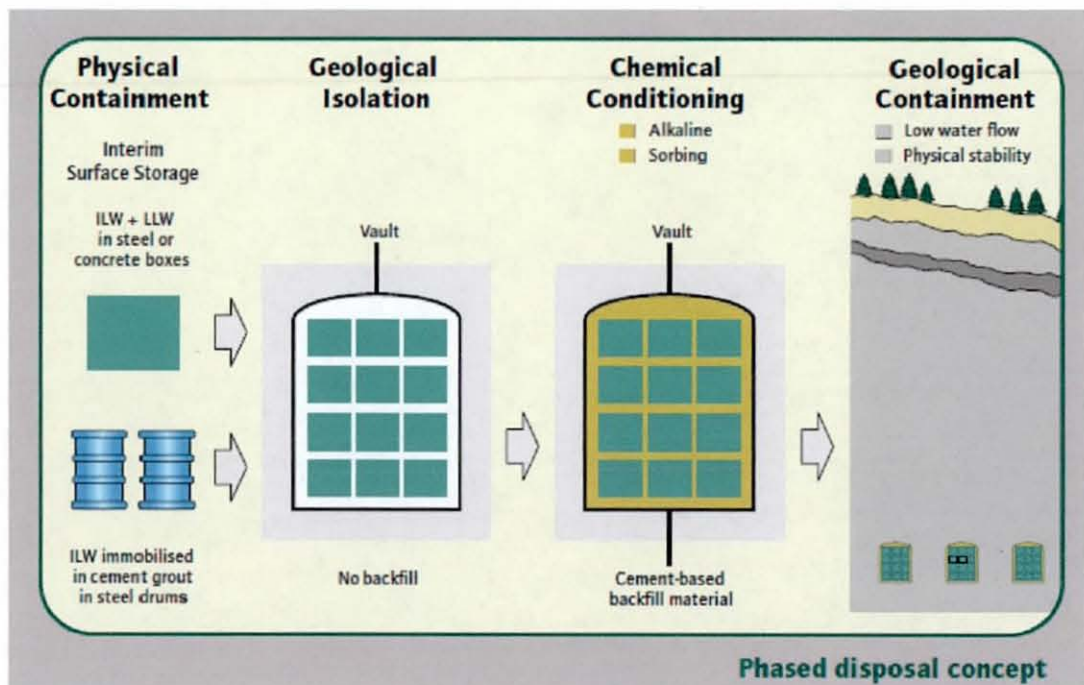 Physical
Containment
Interim
Surface Storage
ILW + LLW
in steel or
concrete boxes
ILW immobilised
in cement grout
in steel drums
Geological
Isolation
Vault
No backfill
Chemical
Conditioning
Alkaline
Sorbing
Vault
Cement-based
backfill material
Geological
Containment
Low water flow
Physical stability
Phased disposal concept